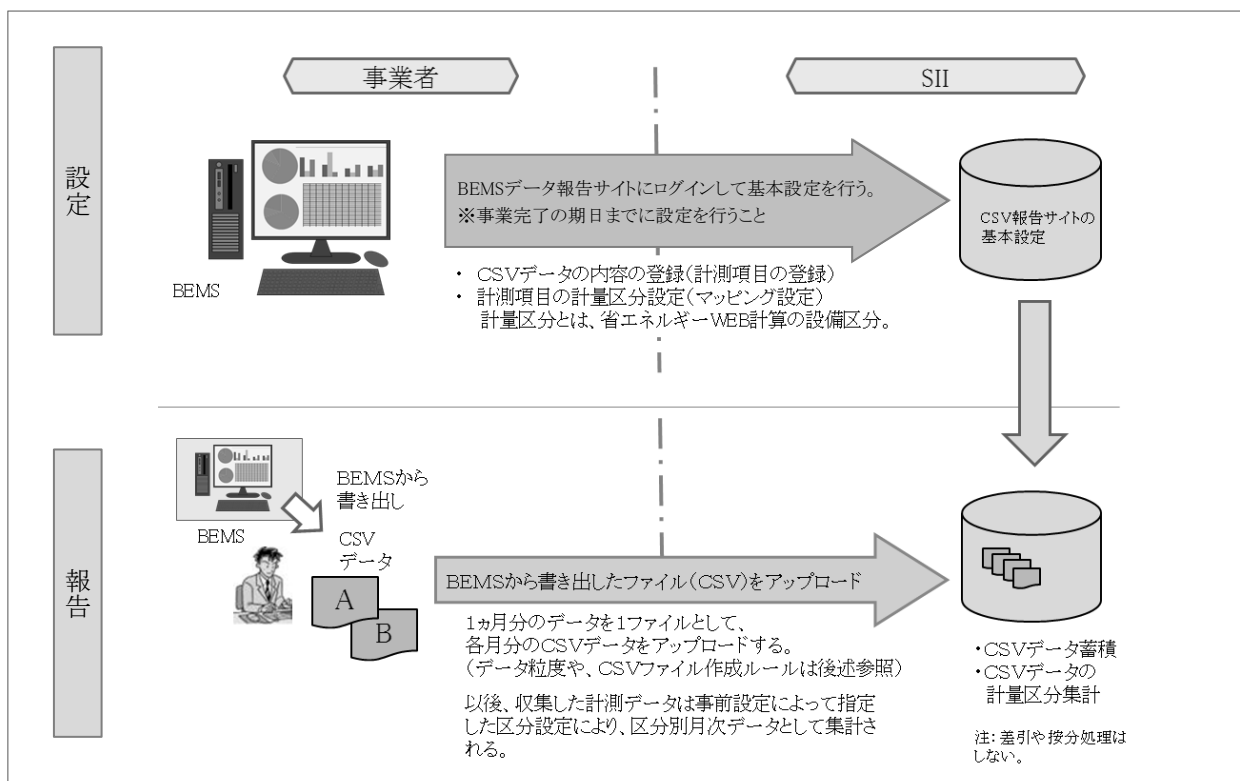 事業者
SII
設定
BEMS
BEMSデータ報告サイトにログインして基本設定を行う。
※事業完了の期日までに設定を行うこと
・ CSVデータの内容の登録(計測項目の登録)
・ 計測項目の計量区分設定(マッピング設定)
計量区分とは、省エネルギーWEB計算の設備区分。
CSV報告サイトの
基本設定
報告
BEMS
BEMSから
書き出し
CSV
データ
A
B
BEMSから書き出したファイル(CSV)をアップロード
1ヵ月分のデータを1ファイルとして、
各月分のCSVデータをアップロードする。
(データ粒度や、CSVファイル作成ルールは後述参照)
以後、収集した計測データは事前設定によって指定
した区分設定により、区分別月次データとして集計さ
れる。
・CSVデータ蓄積
・CSVデータの
計量区分集計
注：差引や按分処理は
しない。